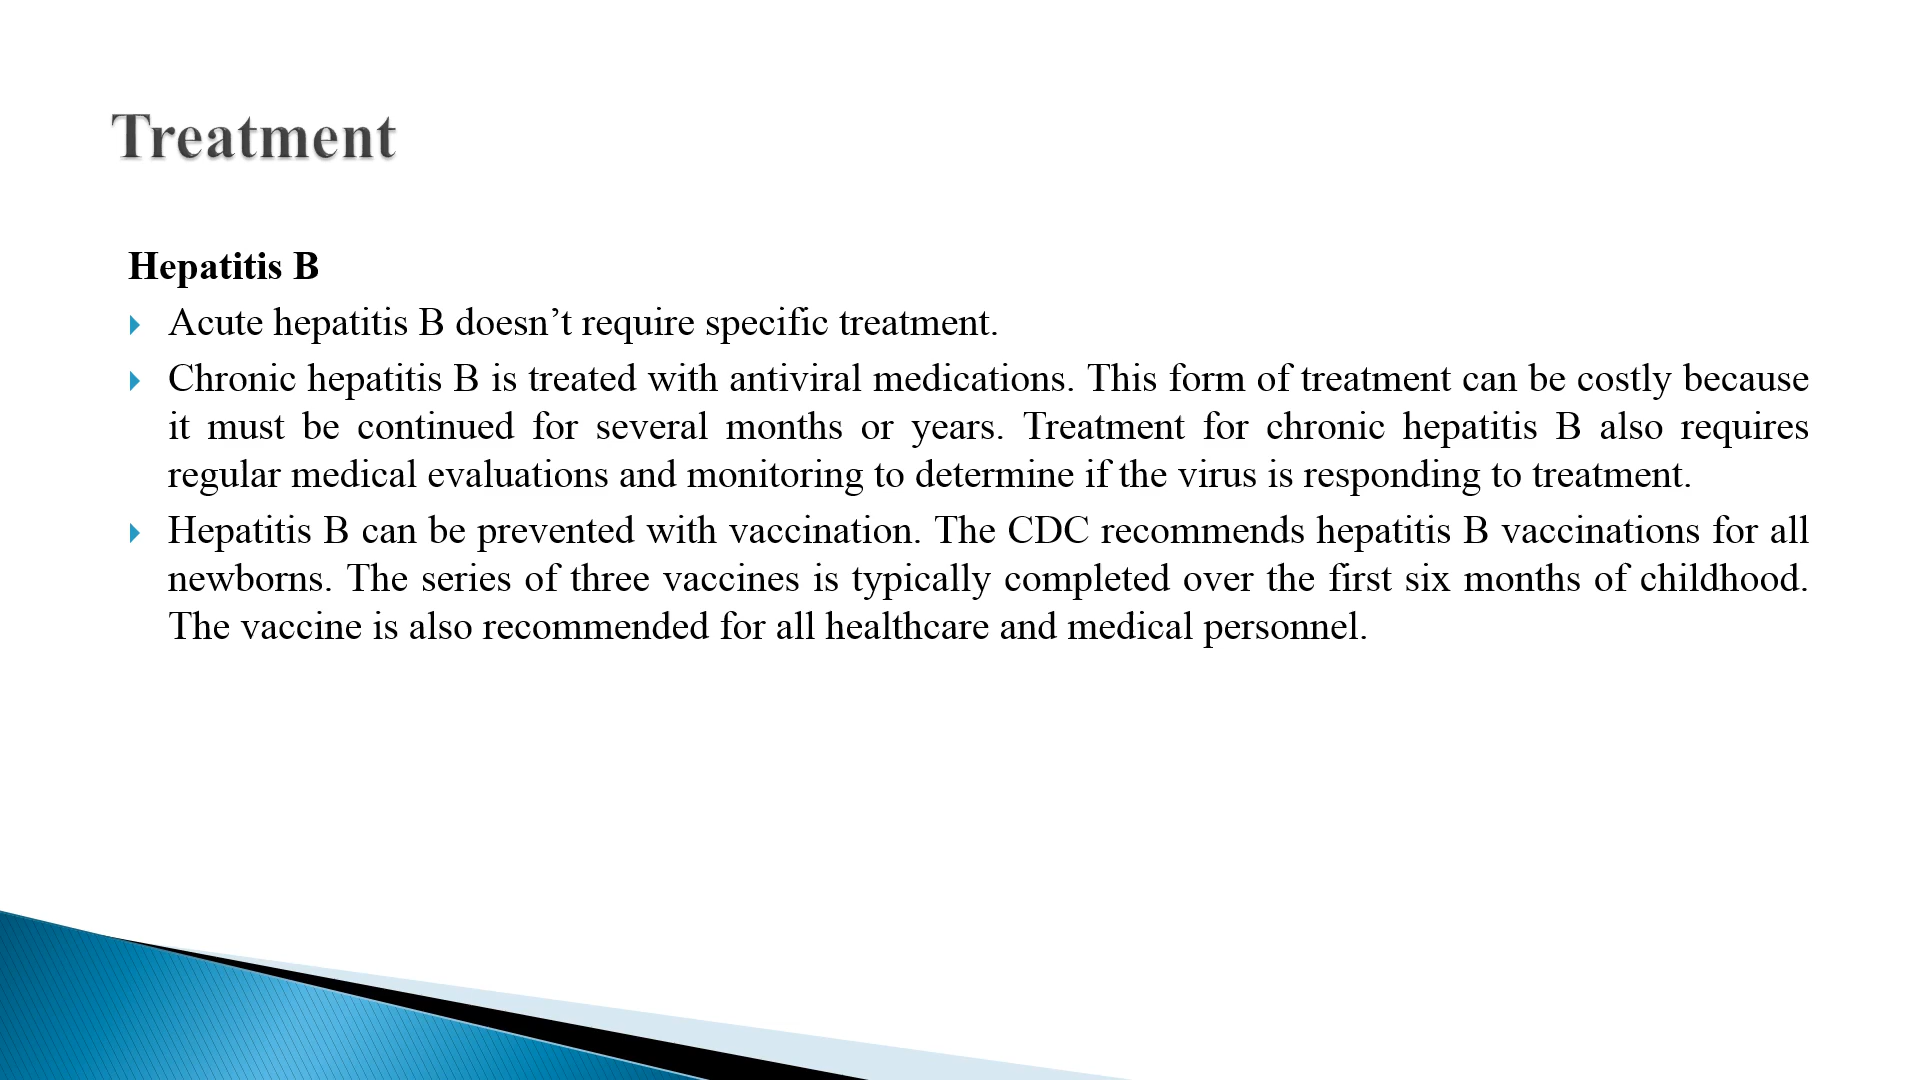 Treatment
Hepatitis B
Acute hepatitis B doesn’t require specific treatment.
Chronic hepatitis B is treated with antiviral medications. This form of treatment can be costly because
it must be continued for several months or years. Treatment for chronic hepatitis B also requires
regular medical evaluations and monitoring to determine if the virus is responding to treatment.
Hepatitis B can be prevented with vaccination. The CDC recommends hepatitis B vaccinations for all
newborns. The series of three vaccines is typically completed over the first six months of childhood.
The vaccine is also recommended for all healthcare and medical personnel.